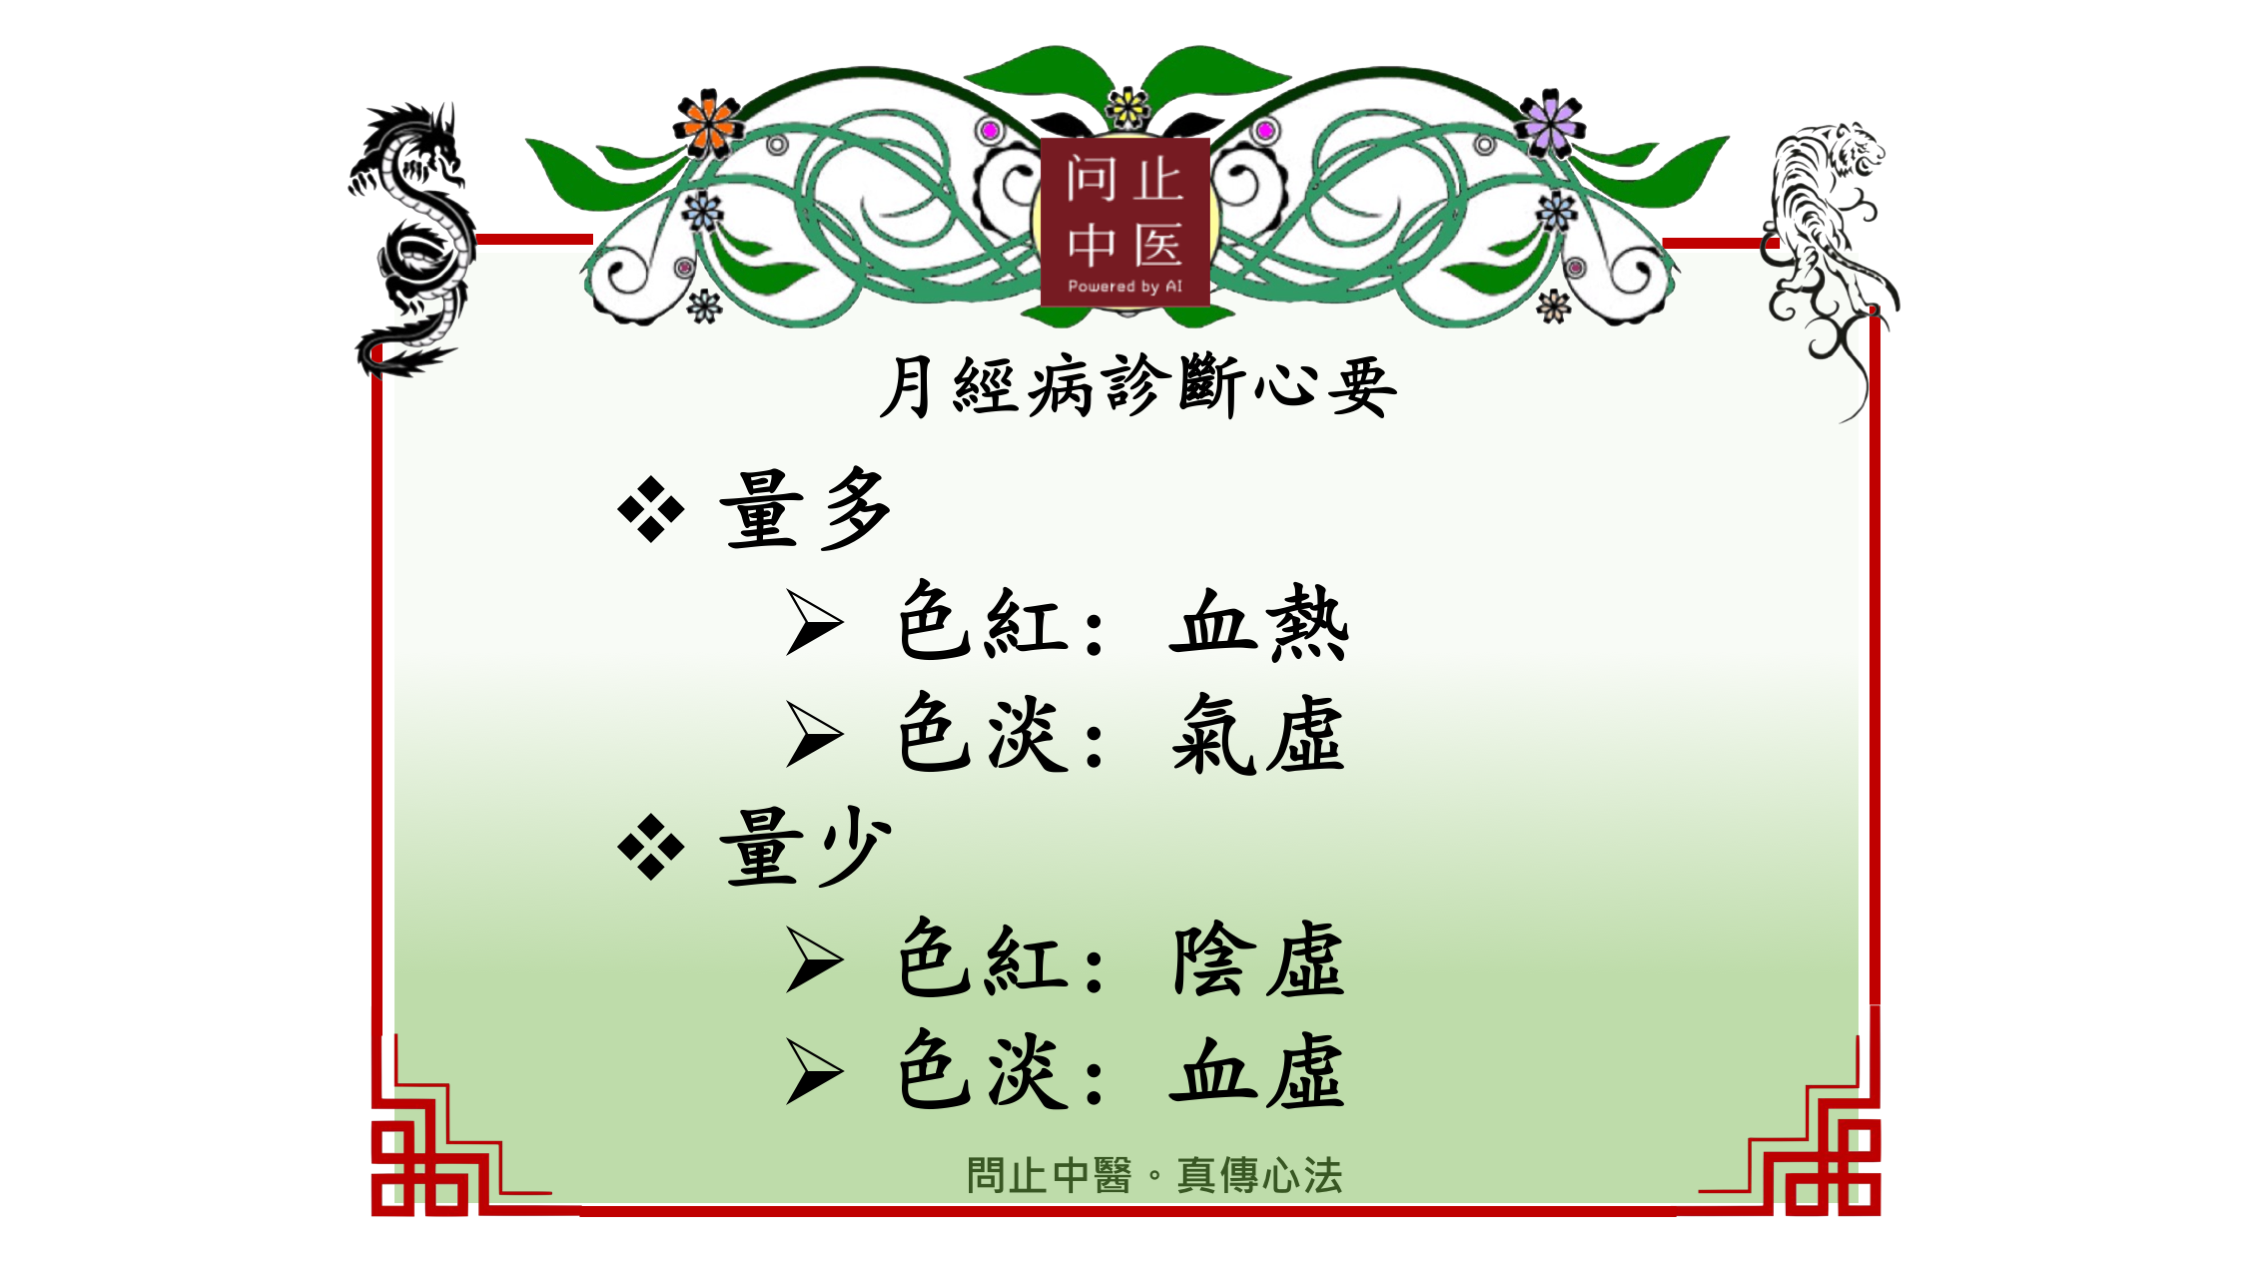 问止
中医
Powered by AI
月經病診斷心要
❖ 量多
➢ 色紅：血熱
➢ 色淡：氣虛
❖ 量少
➢ 色紅：陰虛
➢ 色淡：血虛
問止中醫。真傳心法